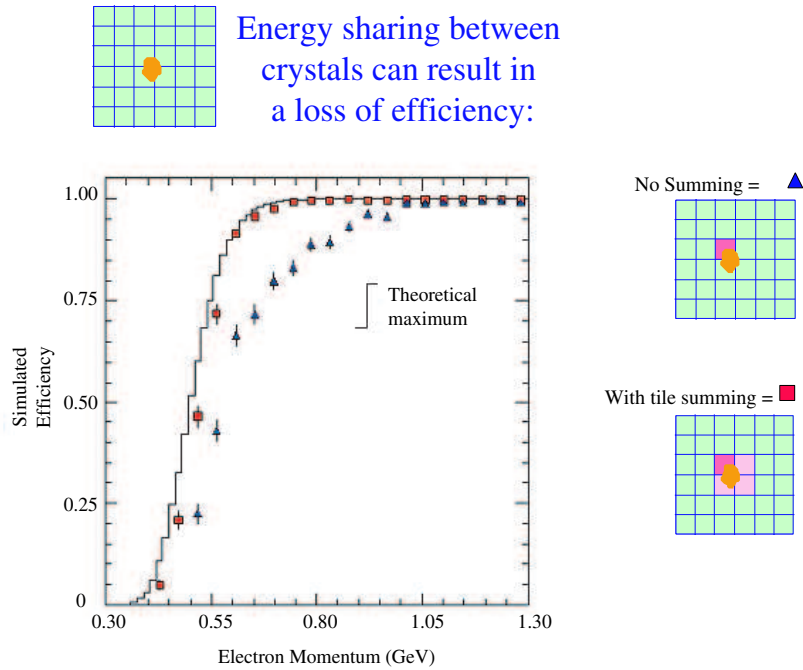 Energy sharing between
crystals can result in
a loss of efficiency:
1.00
0.75
0.50
0.25
0
Simulated
Efficiency
Theoretical
maximum
0.30
0.55
0.80
1.05
1.30
Electron Momentum (GeV)
No Summing =
With tile summing =